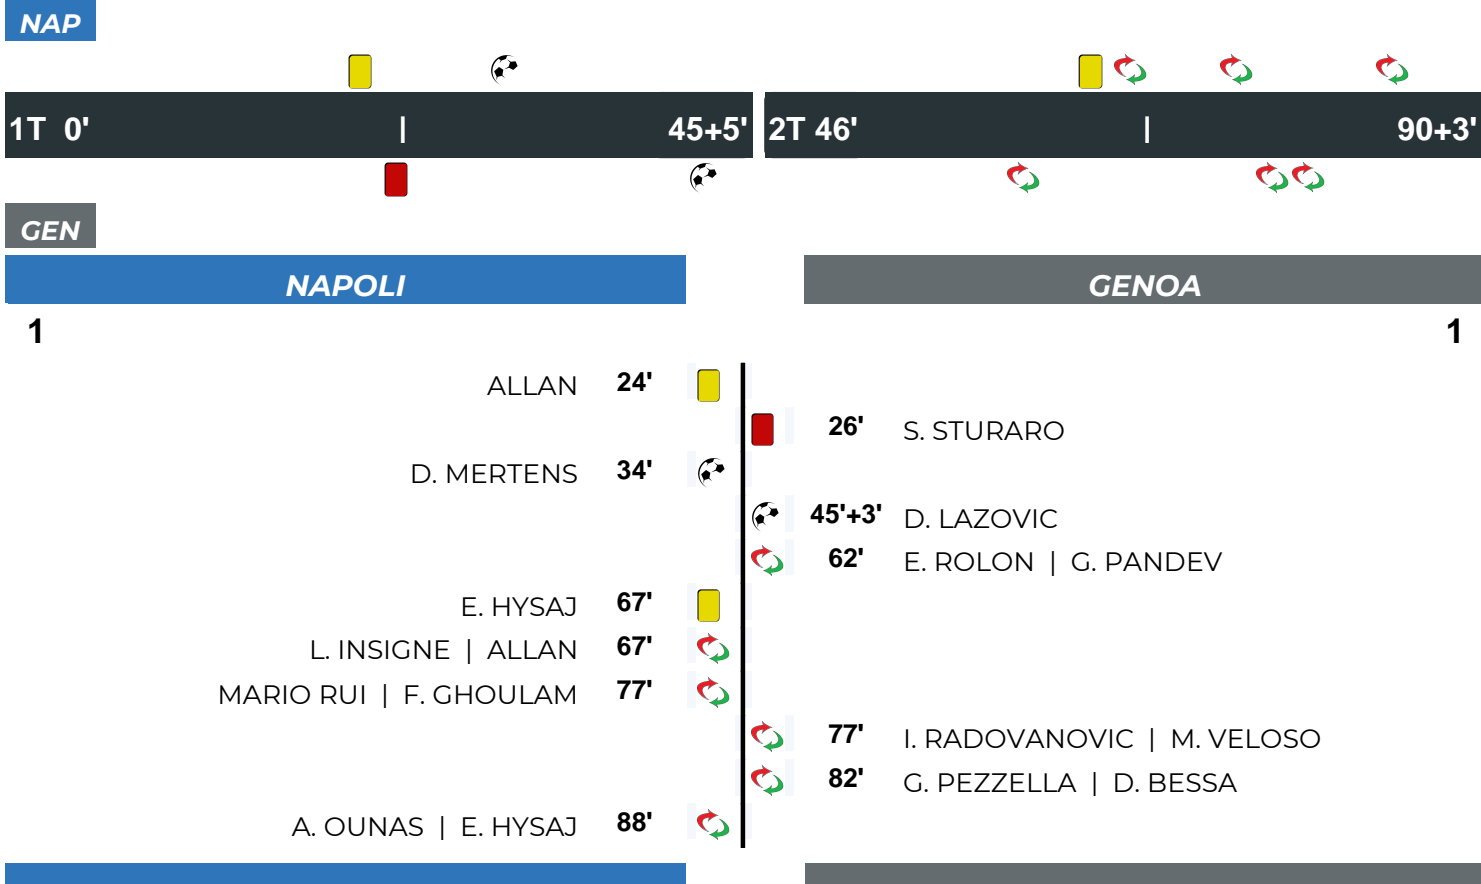 NAP
1T 0' | 45+5' 2T 46' | 90+3'
GEN
NAPOLI GENOA
1 1
ALLAN 24'
26' S. STURARO
D. MERTENS 34'
45'+3' D. LAZOVIC
62' E. ROLON | G. PANDEV
E. HYSAJ 67'
L. INSIGNE | ALLAN 67'
MARIO RUI | F. GHOULAM 77'
77' I. RADOVANOVIC | M. VELOSO
82' G. PEZZELLA | D. BESSA
A. OUNAS | E. HYSAJ 88'